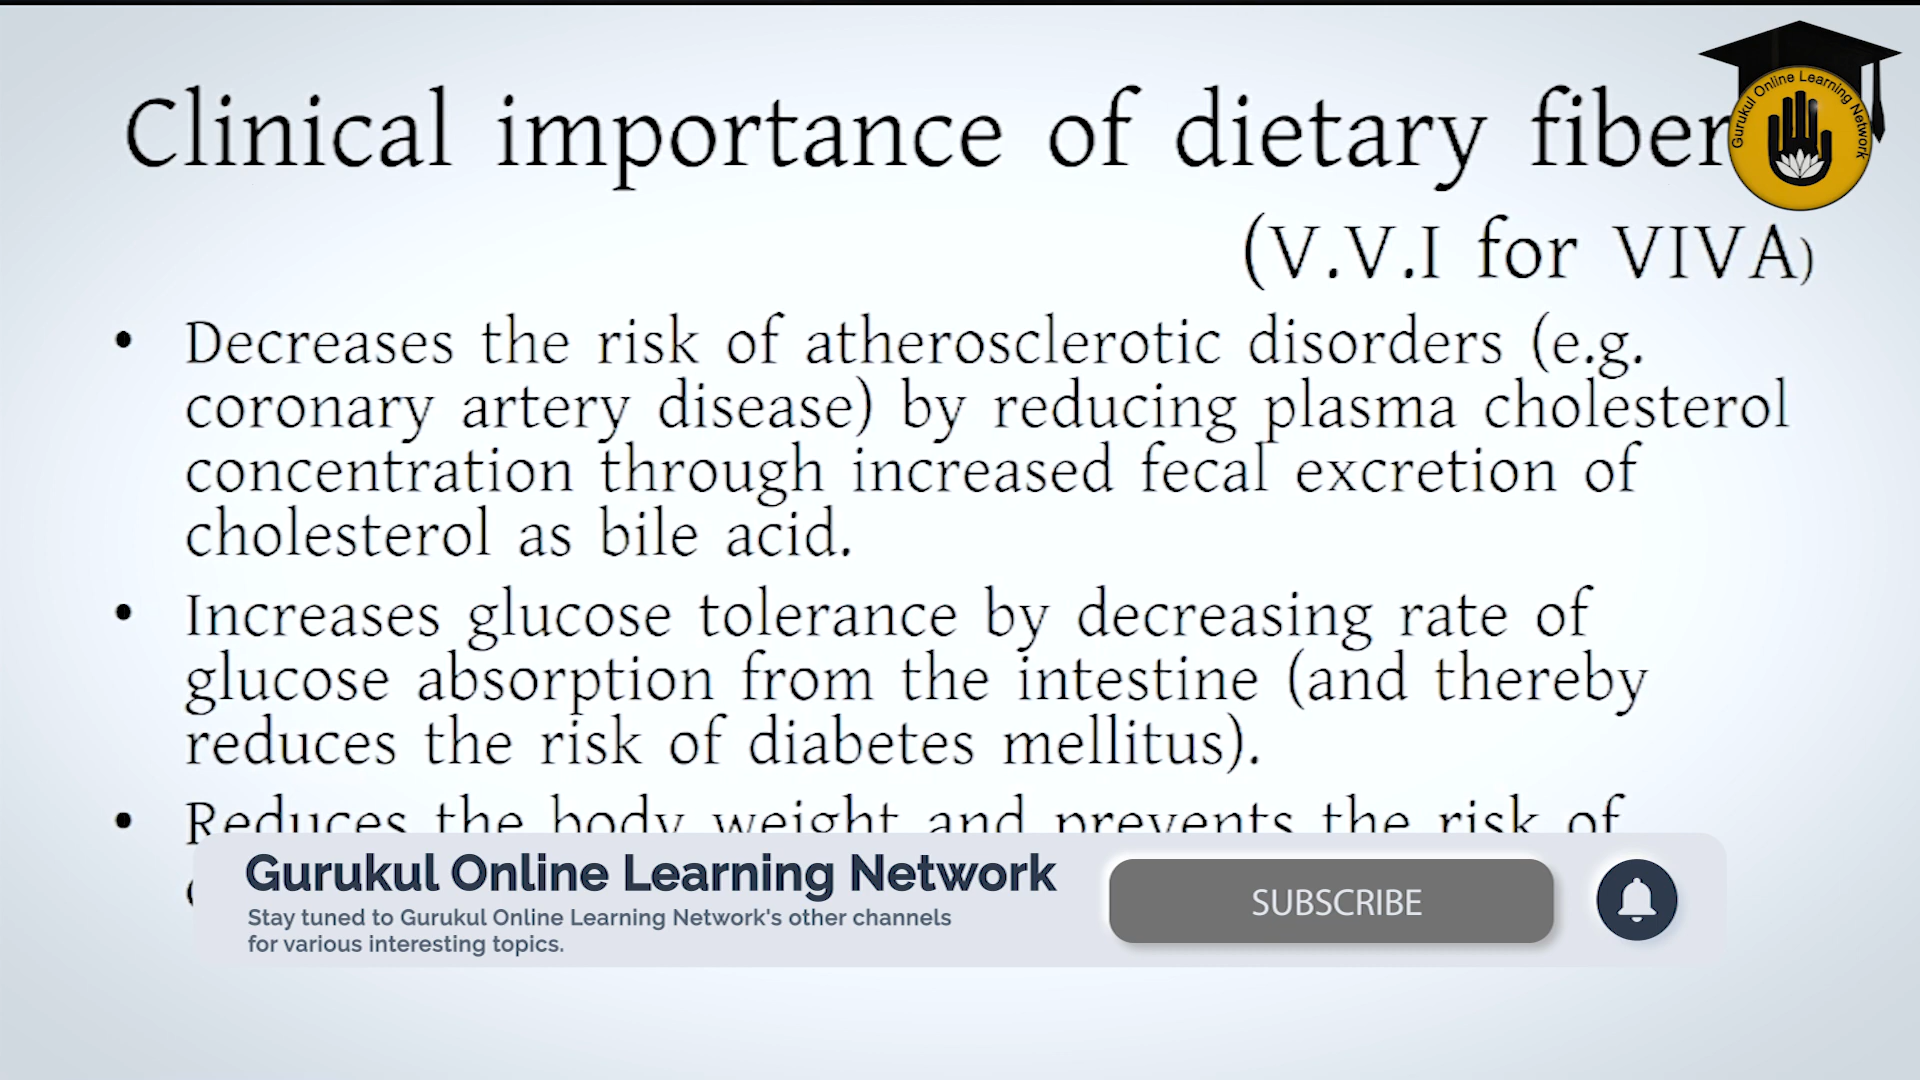 Clinical importance of dietary fiber
Gurukul Online Learning Network
(V.V.I for VIVA)
• Decreases the risk of atherosclerotic disorders (e.g.
coronary artery disease) by reducing plasma cholesterol
concentration through increased fecal excretion of
cholesterol as bile acid.
• Increases glucose tolerance by decreasing rate of
glucose absorption from the intestine (and thereby
reduces the risk of diabetes mellitus).
• Reduces the body weight and prevents the risk of
Gurukul Online Learning Network
Stay tuned to Gurukul Online Learning Network's other channels
for various interesting topics.
SUBSCRIBE